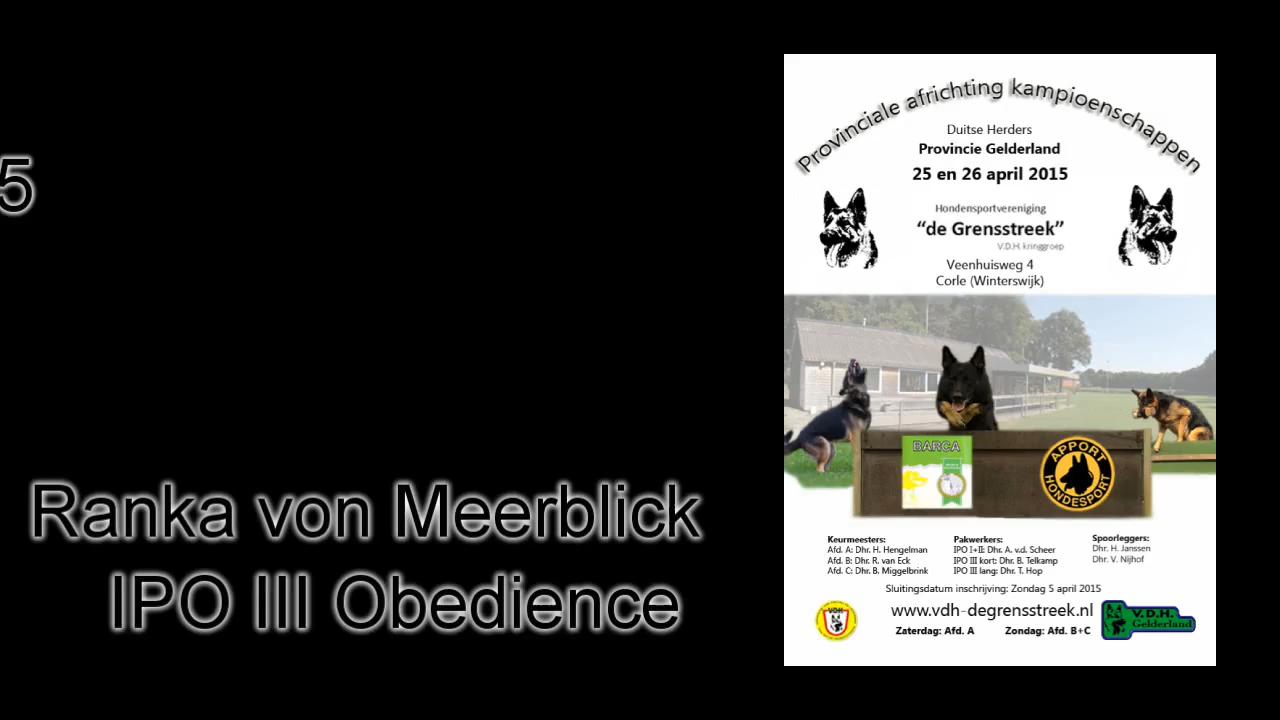 5
Ranka von Meerblick
IPO III Obedience
Provinciale africhting kampioenschappen
Duitse Herders
Provincie Gelderland
25 en 26 april 2015
Hondensportvereniging
“de Grensstreek”
V.D.H. kringgroep
Veenhuisweg 4
Corle (Winterswijk)
BARCA
APPORT
HONDESPORT
Keurmeesters:
Afd. A: Dhr. H. Hengelman
Afd. B: Dhr. R. van Eck
Afd. C: Dhr. B. Miggelbrink
Pakwerkers:
IPO I+II: Dhr. A. v.d. Scheer
IPO III kort: Dhr. B. Telkamp
IPO III lang: Dhr. T. Hop
Spoorleggers:
Dhr. H. Janssen
Dhr. V. Nijhof
Sluitingsdatum inschrijving: Zondag 5 april 2015
www.vdh-degrensstreek.nl
Zaterdag: Afd. A Zondag: Afd. B+C
VDH
V.D.H.
Gelderland